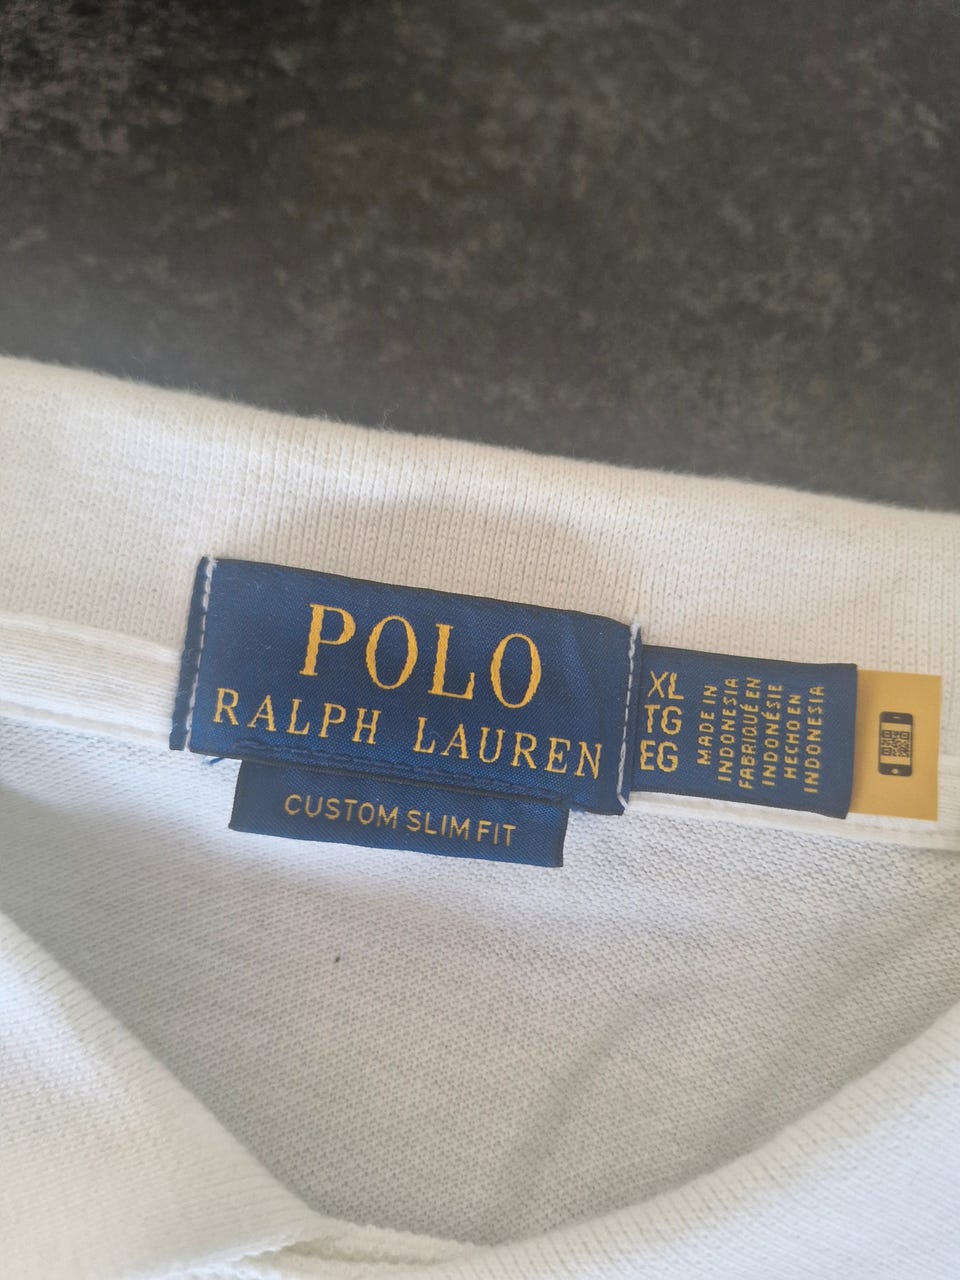 POLO
RALPH LAUREN
CUSTOM SLIM FIT
XL
TG
EG
MADE IN
INDONESIA
FABRIQUÉ EN
INDONÉSIE
HECHO EN
INDONESIA